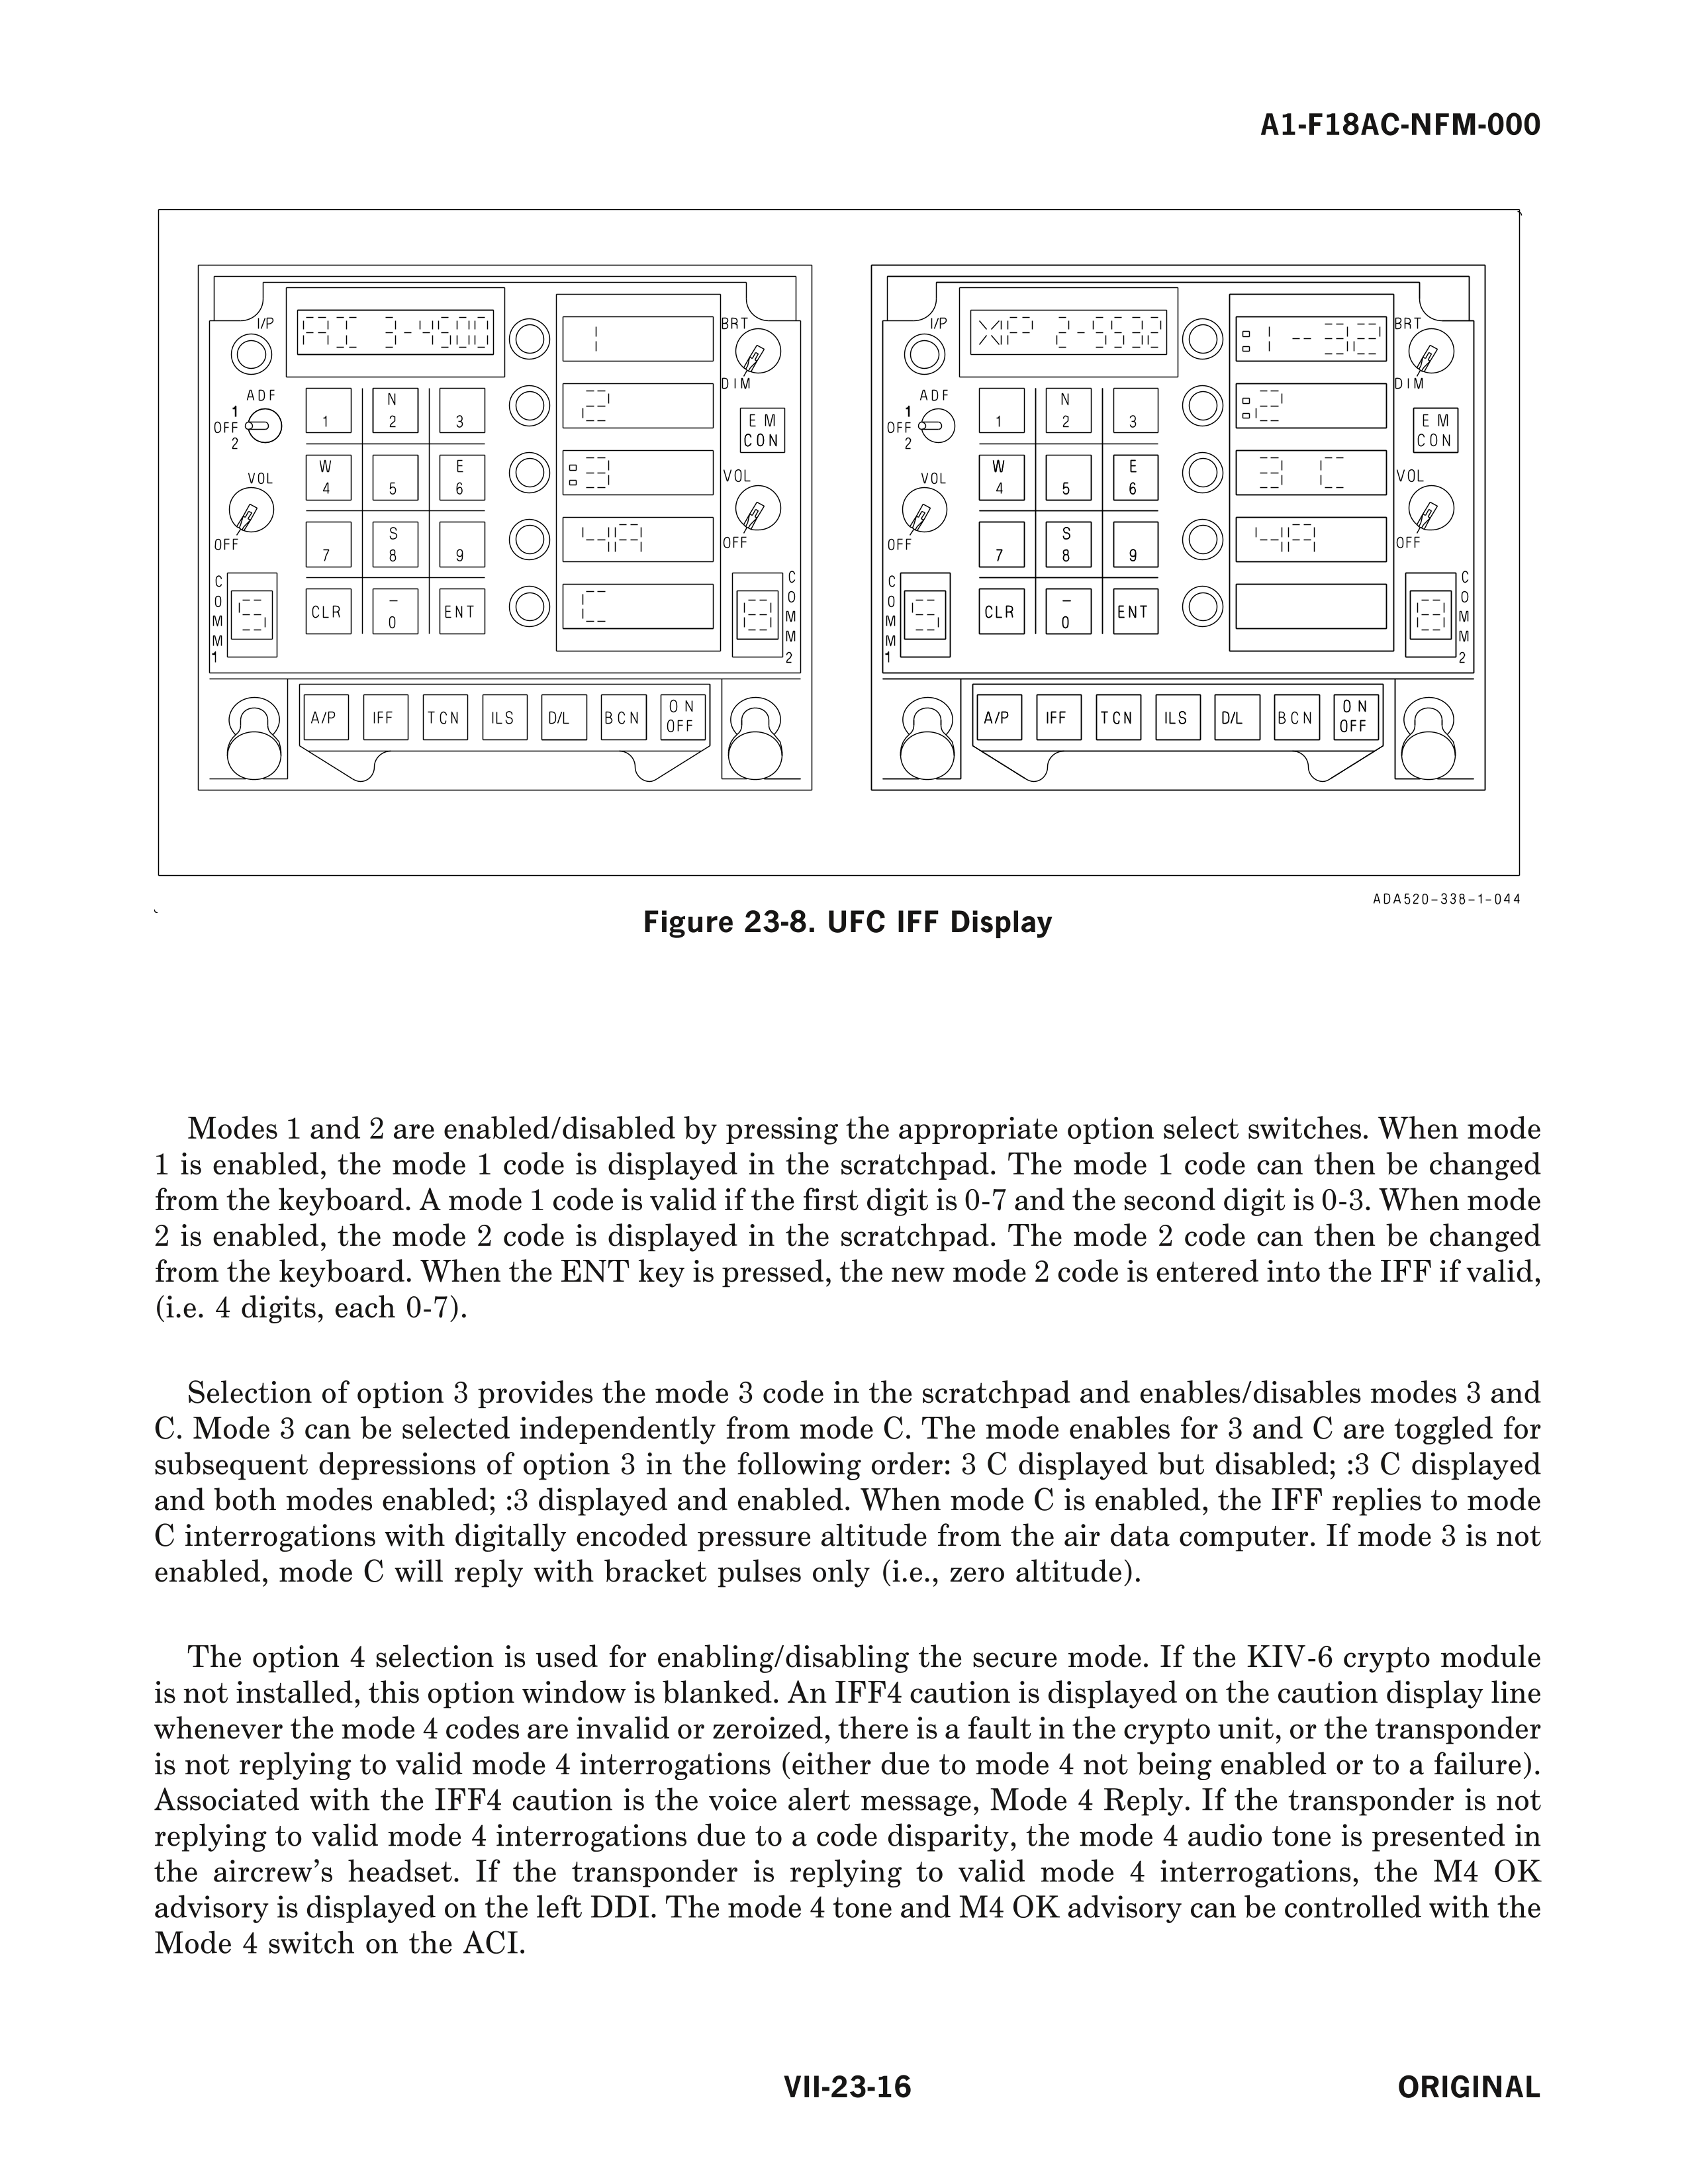 A1-F18AC-NFM-000
I/P
AI 3-4500
1
BRT
DIM
ADF
1
OFF
2
1
N 2
3
2
EM CON
VOL
OFF
W 4
5
E 6
:3
VOL
OFF
7
S 8
9
4A
COMM 1
CLR
– 0
ENT
C
COMM 2
A/P
IFF
TCN
ILS
D/L
BCN
ON OFF
I/P
XIP 2-5532
:1 --32
BRT
DIM
ADF
1
OFF
2
1
N 2
3
:2
EM CON
VOL
OFF
W 4
5
E 6
3 C
VOL
OFF
7
S 8
9
4A
COMM 1
CLR
– 0
ENT
COMM 2
A/P
IFF
TCN
ILS
D/L
BCN
ON OFF
ADA520-338-1-044
Figure 23-8. UFC IFF Display
Modes 1 and 2 are enabled/disabled by pressing the appropriate option select switches. When mode
1 is enabled, the mode 1 code is displayed in the scratchpad. The mode 1 code can then be changed
from the keyboard. A mode 1 code is valid if the first digit is 0-7 and the second digit is 0-3. When mode
2 is enabled, the mode 2 code is displayed in the scratchpad. The mode 2 code can then be changed
from the keyboard. When the ENT key is pressed, the new mode 2 code is entered into the IFF if valid,
(i.e. 4 digits, each 0-7).
Selection of option 3 provides the mode 3 code in the scratchpad and enables/disables modes 3 and
C. Mode 3 can be selected independently from mode C. The mode enables for 3 and C are toggled for
subsequent depressions of option 3 in the following order: 3 C displayed but disabled; :3 C displayed
and both modes enabled; :3 displayed and enabled. When mode C is enabled, the IFF replies to mode
C interrogations with digitally encoded pressure altitude from the air data computer. If mode 3 is not
enabled, mode C will reply with bracket pulses only (i.e., zero altitude).
The option 4 selection is used for enabling/disabling the secure mode. If the KIV-6 crypto module
is not installed, this option window is blanked. An IFF4 caution is displayed on the caution display line
whenever the mode 4 codes are invalid or zeroized, there is a fault in the crypto unit, or the transponder
is not replying to valid mode 4 interrogations (either due to mode 4 not being enabled or to a failure).
Associated with the IFF4 caution is the voice alert message, Mode 4 Reply. If the transponder is not
replying to valid mode 4 interrogations due to a code disparity, the mode 4 audio tone is presented in
the aircrew’s headset. If the transponder is replying to valid mode 4 interrogations, the M4 OK
advisory is displayed on the left DDI. The mode 4 tone and M4 OK advisory can be controlled with the
Mode 4 switch on the ACI.
VII-23-16
ORIGINAL